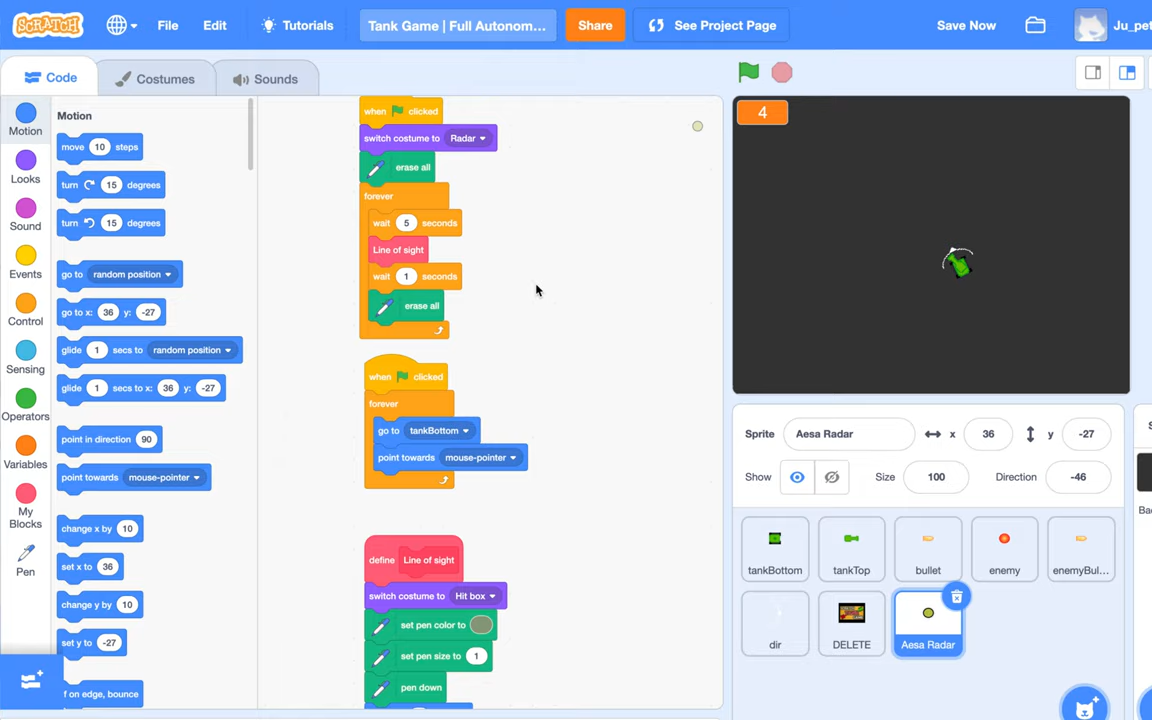 SCRATCH File Edit Tutorials Tank Game | Full Autonom... Share See Project Page Save Now Ju_pet
Code Costumes Sounds
Motion
Looks
Sound
Events
Control
Sensing
Operators
Variables
My
Blocks
Pen
Motion
move 10 steps
turn 15 degrees
turn 15 degrees
go to random position
go to x: 36 y: -27
glide 1 secs to random position
glide 1 secs to x: 36 y: -27
point in direction 90
point towards mouse-pointer
change x by 10
set x to 36
change y by 10
set y to -27
if on edge, bounce
when clicked
switch costume to Radar
erase all
forever
wait 5 seconds
Line of sight
wait 1 seconds
erase all
when clicked
forever
go to tankBottom
point towards mouse-pointer
define Line of sight
switch costume to Hit box
set pen color to
set pen size to 1
pen down
4
Sprite Aesa Radar x 36 y -27
Show Size 100 Direction -46
tankBottom tankTop bullet enemy enemyBul...
dir DELETE Aesa Radar